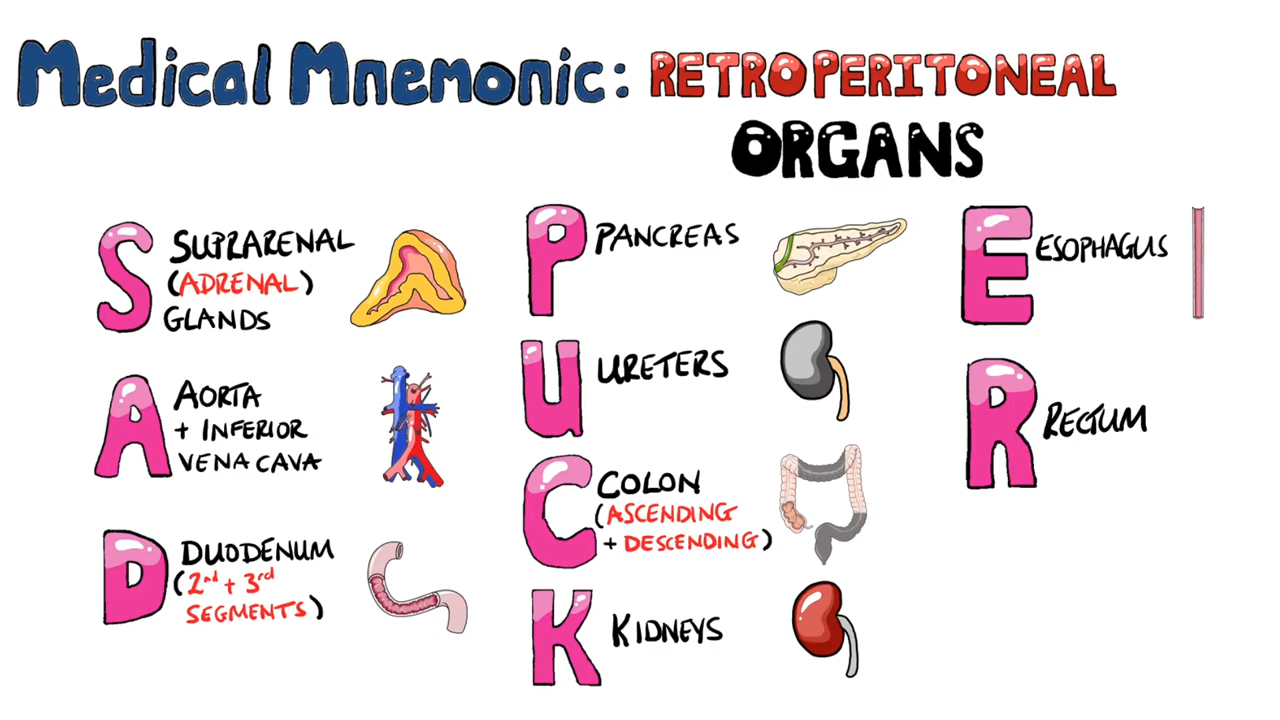 Medical Mnemonic: RETROPERITONEAL
ORGANS
S SUPRARENAL
(ADRENAL)
GLANDS
A AORTA
+ INFERIOR
VENA CAVA
D DUODENUM
(2nd + 3rd
SEGMENTS)
P PANCREAS
U URETERS
C COLON
(ASCENDING
+ DESCENDING)
K KIDNEYS
E ESOPHAGUS
R RECTUM